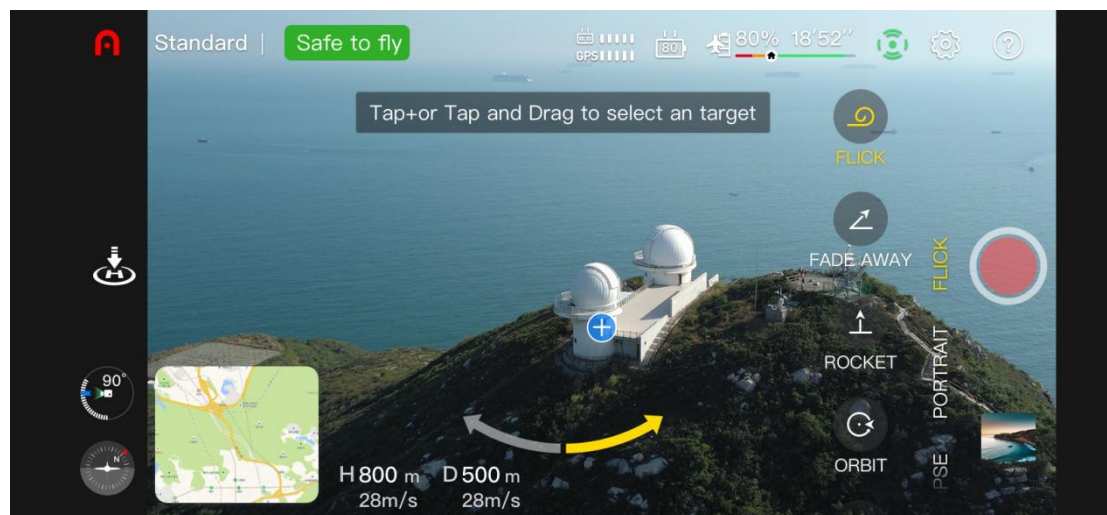 Standard |
Safe to fly
GPS
80
80% 18'52''
?
Tap+or Tap and Drag to select an target
FLICK
FADE AWAY
ROCKET
ORBIT
FLICK
PORTRAIT
PSE
H
90°
N
H 800 m D 500 m
28m/s 28m/s